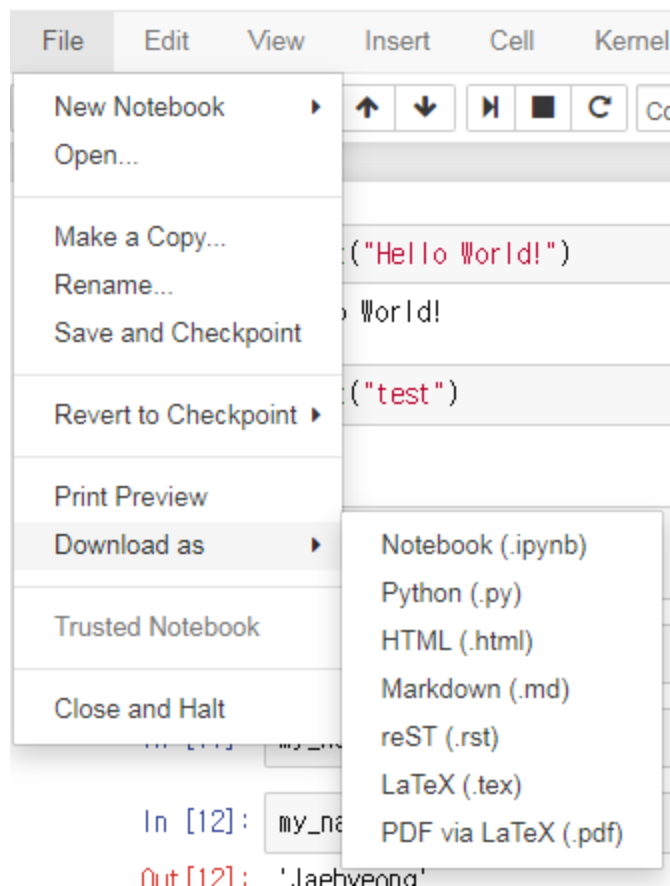 File Edit View Insert Cell Kernel
New Notebook
Open...
Make a Copy...
Rename...
Save and Checkpoint
Revert to Checkpoint
Print Preview
Download as
Trusted Notebook
Close and Halt
("Hello World!")
World!
("test")
Notebook (.ipynb)
Python (.py)
HTML (.html)
Markdown (.md)
reST (.rst)
LaTeX (.tex)
PDF via LaTeX (.pdf)
In [12]: my_na
Out[12]: 'Jaehyeong'